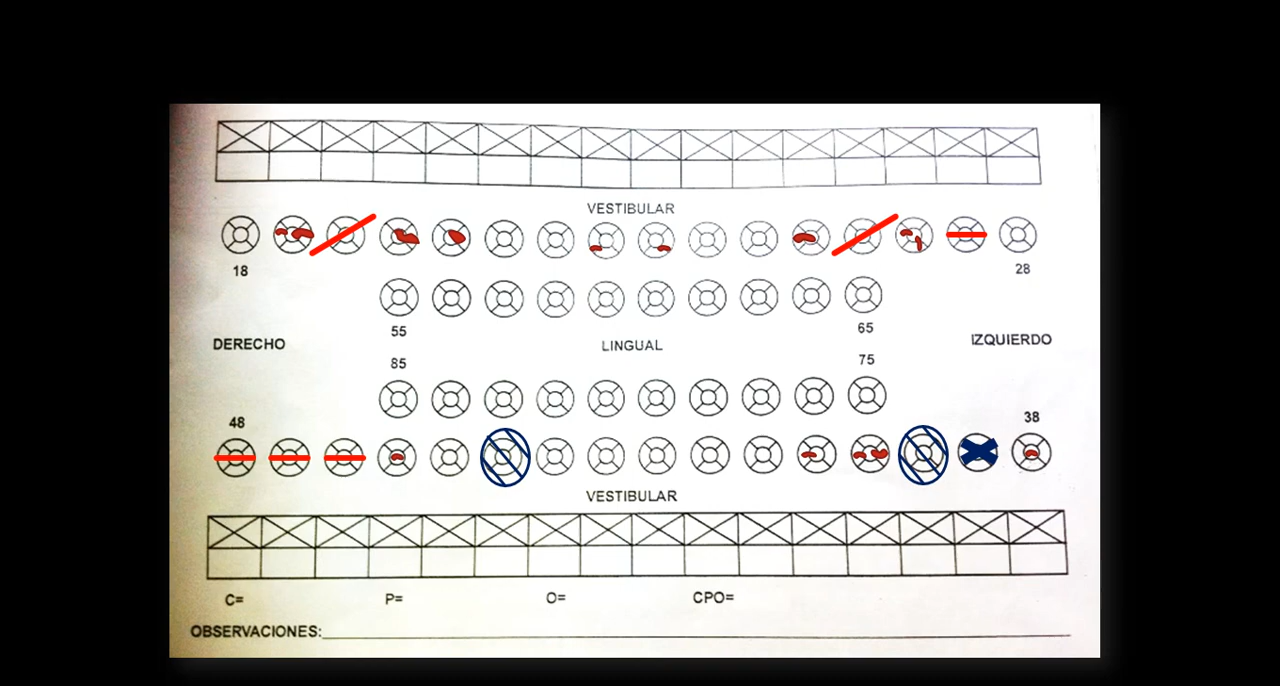 VESTIBULAR
18 28
55 65
DERECHO LINGUAL IZQUIERDO
85 75
48 38
VESTIBULAR
C= P= O= CPO=
OBSERVACIONES: